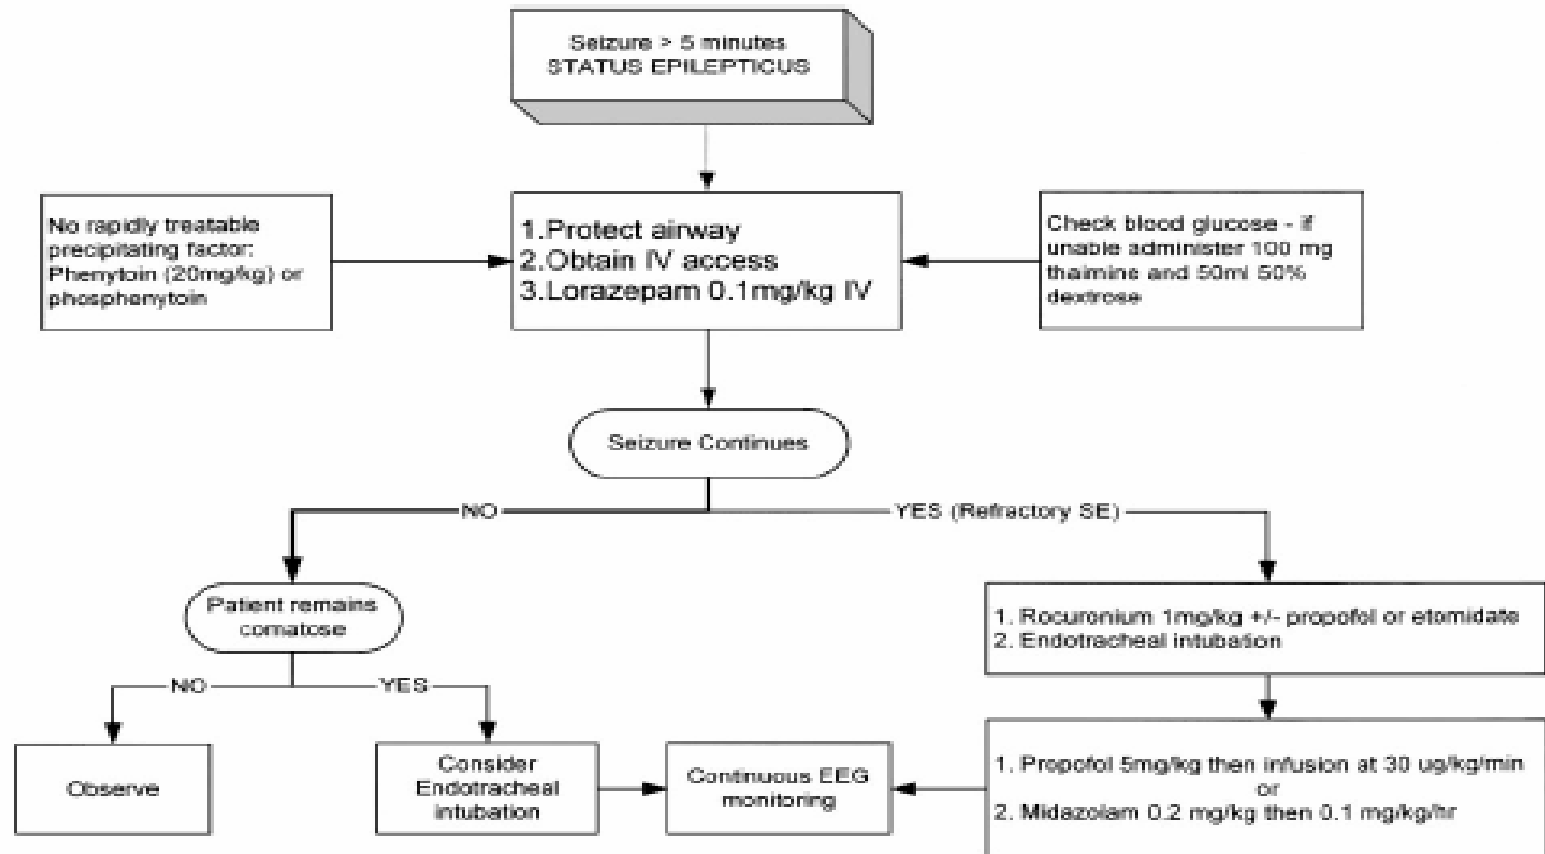 Seizure > 5 minutes
STATUS EPILEPTICUS
No rapidly treatable
precipitating factor:
Phenytoin (20mg/kg) or
phosphenytoin
1.Protect airway
2.Obtain IV access
3.Lorazepam 0.1mg/kg IV
Check blood glucose - if
unable administer 100 mg
thaimine and 50ml 50%
dextrose
Seizure Continues
NO
YES (Refractory SE)
Patient remains
comatose
1. Rocuronium 1mg/kg +/- propofol or etomidate
2. Endotracheal intubation
NO
YES
Observe
Consider
Endotracheal
intubation
Continuous EEG
monitoring
1. Propofol 5mg/kg then infusion at 30 ug/kg/min
or
2. Midazolam 0.2 mg/kg then 0.1 mg/kg/hr